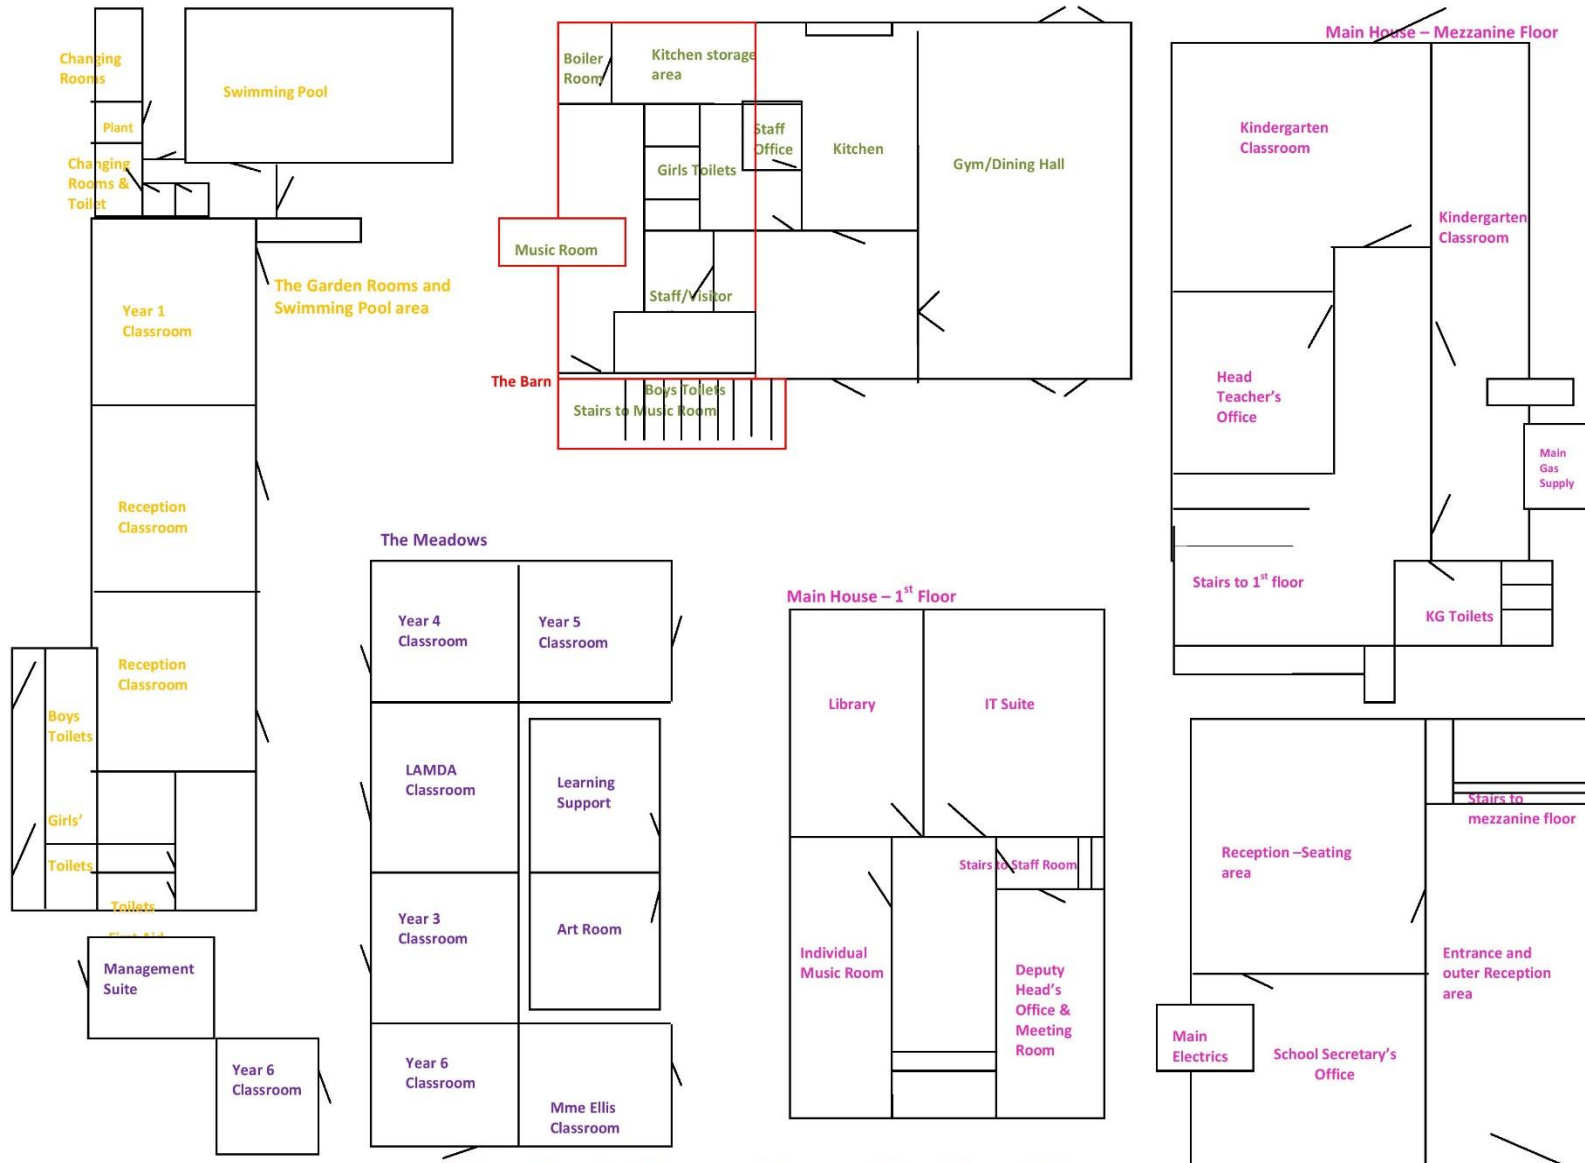 Changing
Rooms
Plant
Changing
Rooms &
Toilet
Swimming Pool
The Garden Rooms and
Swimming Pool area
Year 1
Classroom
Reception
Classroom
Reception
Classroom
Boys
Toilets
Girls'
Toilets
Toilets
First Aid
Management
Suite
Year 6
Classroom
Boiler
Room
Kitchen storage
area
Staff
Office
Kitchen
Girls Toilets
Gym/Dining Hall
Music Room
Staff/Visitor
The Barn
Boys Toilets
Stairs to Music Room
The Meadows
Year 4
Classroom
Year 5
Classroom
LAMDA
Classroom
Learning
Support
Year 3
Classroom
Art Room
Year 6
Classroom
Mme Ellis
Classroom
Main House – 1st Floor
Library
IT Suite
Stairs to Staff Room
Individual
Music Room
Deputy
Head's
Office &
Meeting
Room
Main House – Mezzanine Floor
Kindergarten
Classroom
Kindergarten
Classroom
Head
Teacher's
Office
Main
Gas
Supply
Stairs to 1st floor
KG Toilets
Stairs to
mezzanine floor
Reception –Seating
area
Entrance and
outer Reception
area
Main
Electrics
School Secretary's
Office